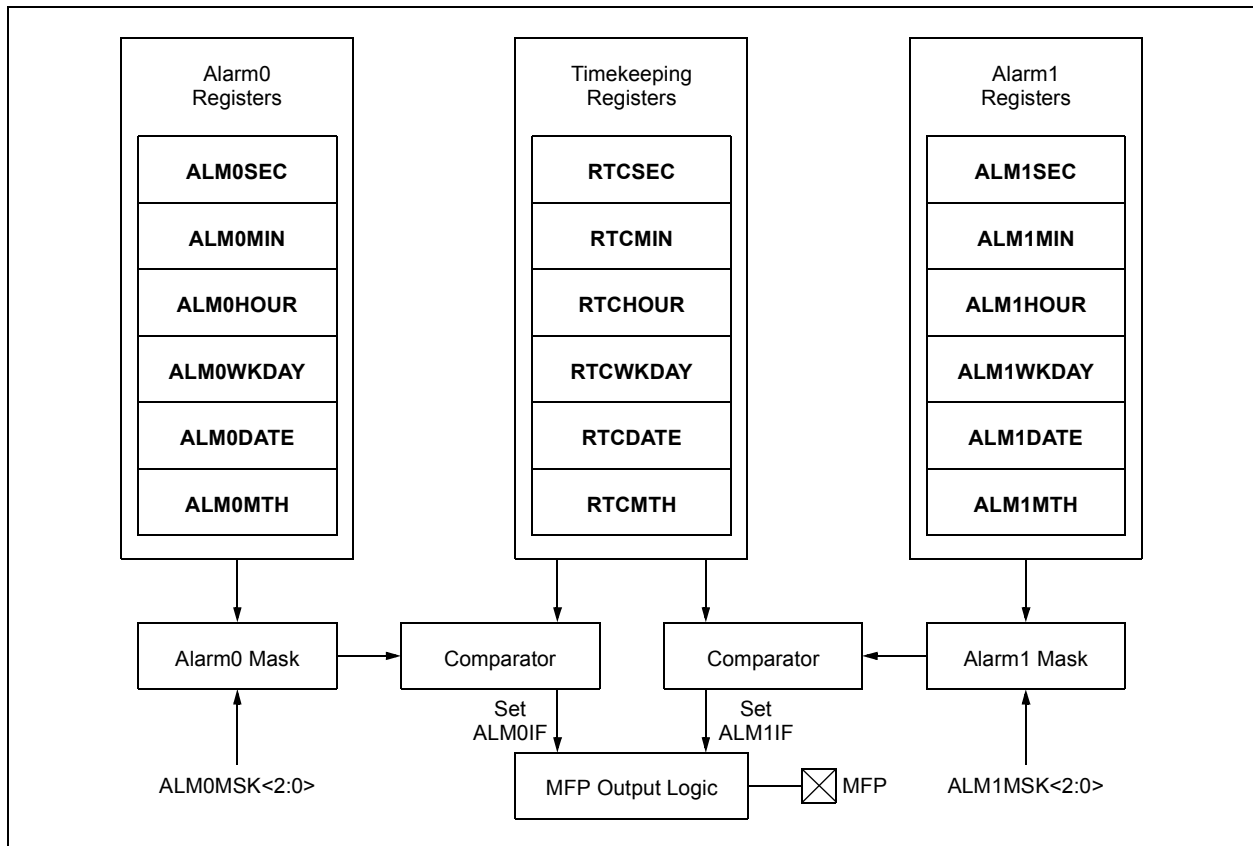 Alarm0
Registers
ALM0SEC
ALM0MIN
ALM0HOUR
ALM0WKDAY
ALM0DATE
ALM0MTH
Timekeeping
Registers
RTCSEC
RTCMIN
RTCHOUR
RTCWKDAY
RTCDATE
RTCMTH
Alarm1
Registers
ALM1SEC
ALM1MIN
ALM1HOUR
ALM1WKDAY
ALM1DATE
ALM1MTH
Alarm0 Mask
Comparator
Comparator
Alarm1 Mask
Set
ALM0IF
Set
ALM1IF
ALM0MSK<2:0>
MFP Output Logic
MFP
ALM1MSK<2:0>